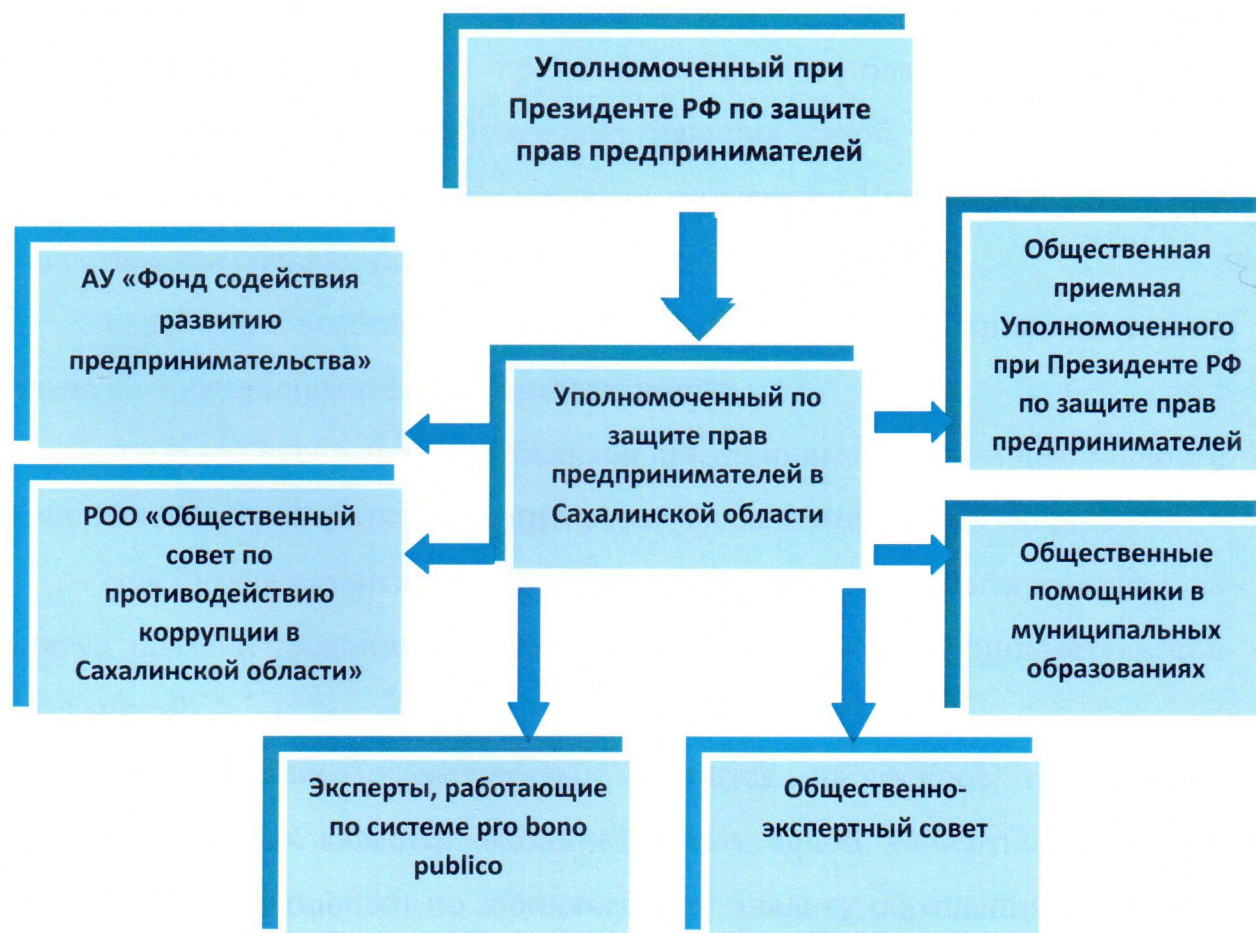 Уполномоченный при
Президенте РФ по защите
прав предпринимателей
АУ «Фонд содействия
развитию
предпринимательства»
Общественная
приемная
Уполномоченного
при Президенте РФ
по защите прав
предпринимателей
Уполномоченный по
защите прав
предпринимателей в
Сахалинской области
РОО «Общественный
совет по
противодействию
коррупции в
Сахалинской области»
Общественные
помощники в
муниципальных
образованиях
Эксперты, работающие
по системе pro bono
publico
Общественно-
экспертный совет